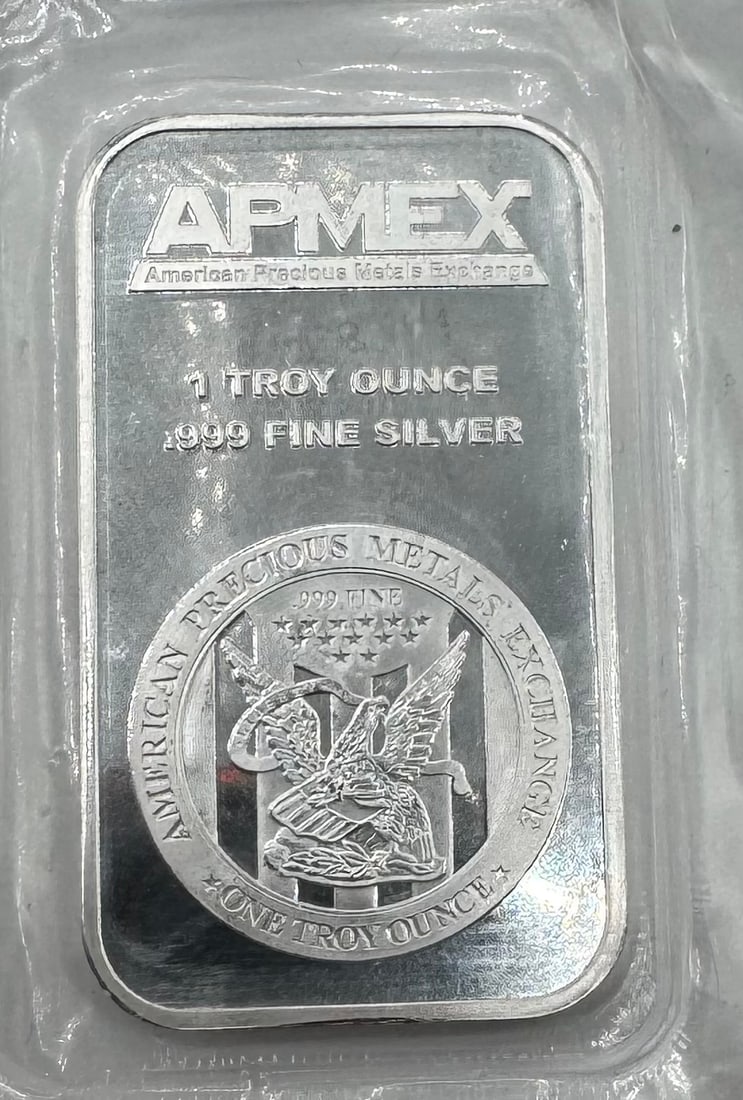 APMEX
American Precious Metals Exchange
1 TROY OUNCE
.999 FINE SILVER
AMERICAN PRECIOUS METALS EXCHANGE
.999 FINE
ONE TROY OUNCE